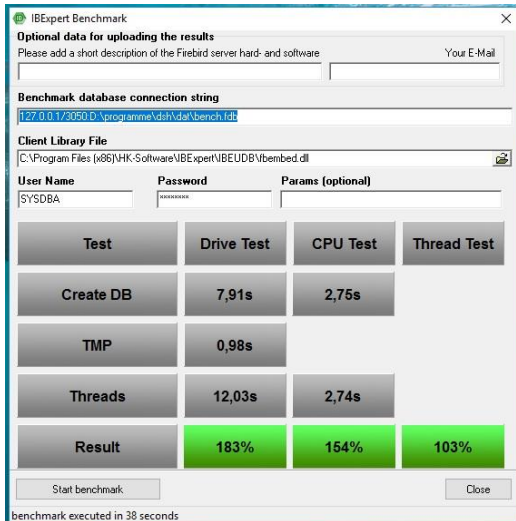 IBExpert Benchmark
Optional data for uploading the results
Please add a short description of the Firebird server hard- and software Your E-Mail
Benchmark database connection string
127.0.0.1/3050:D:\programme\dsh\dat\bench.fdb
Client Library File
C:\Program Files (x86)\HK-Software\IBExpert\IBEUDB\fbembed.dll
User Name Password Params (optional)
SYSDBA ********
Test Drive Test CPU Test Thread Test
Create DB 7,91s 2,75s
TMP 0,98s
Threads 12,03s 2,74s
Result 183% 154% 103%
Start benchmark Close
benchmark executed in 38 seconds